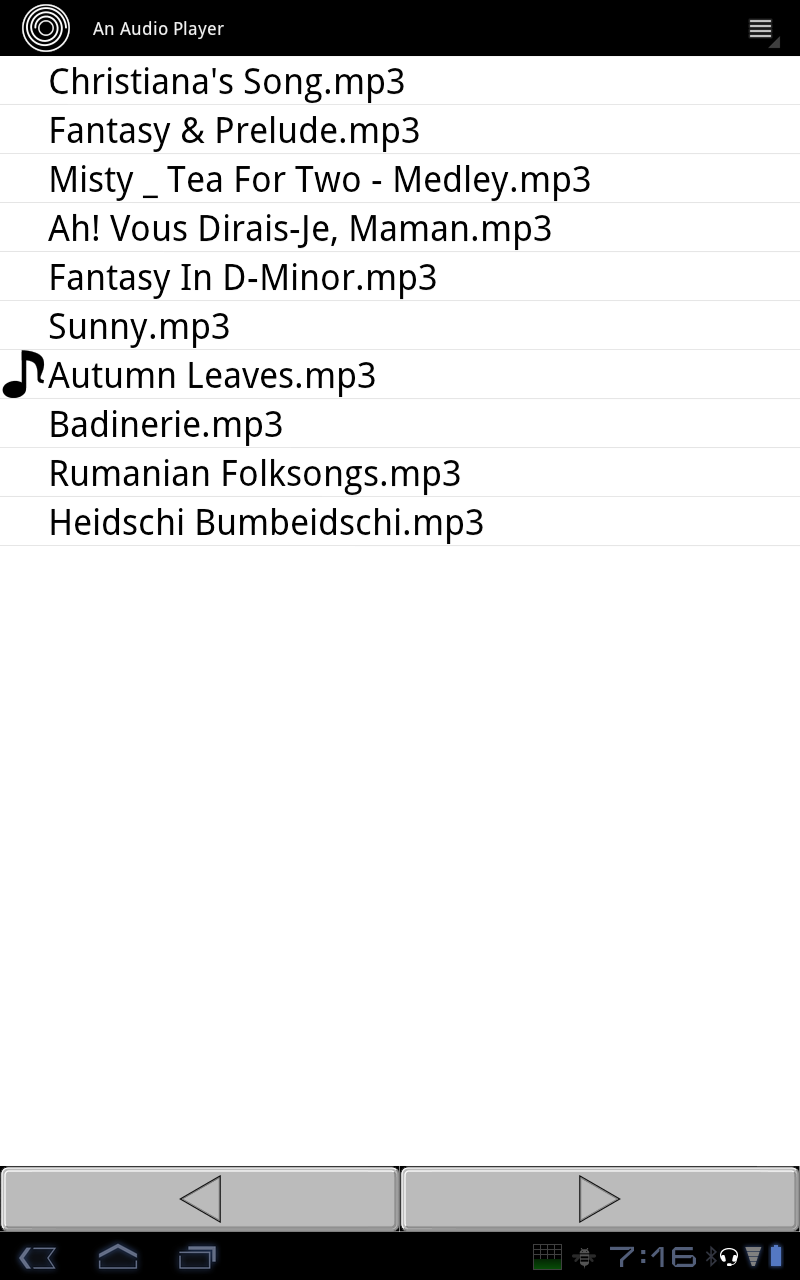 An Audio Player
Christiana's Song.mp3
Fantasy & Prelude.mp3
Misty _ Tea For Two - Medley.mp3
Ah! Vous Dirais-Je, Maman.mp3
Fantasy In D-Minor.mp3
Sunny.mp3
Autumn Leaves.mp3
Badinerie.mp3
Rumanian Folksongs.mp3
Heidschi Bumbeidschi.mp3
7:16